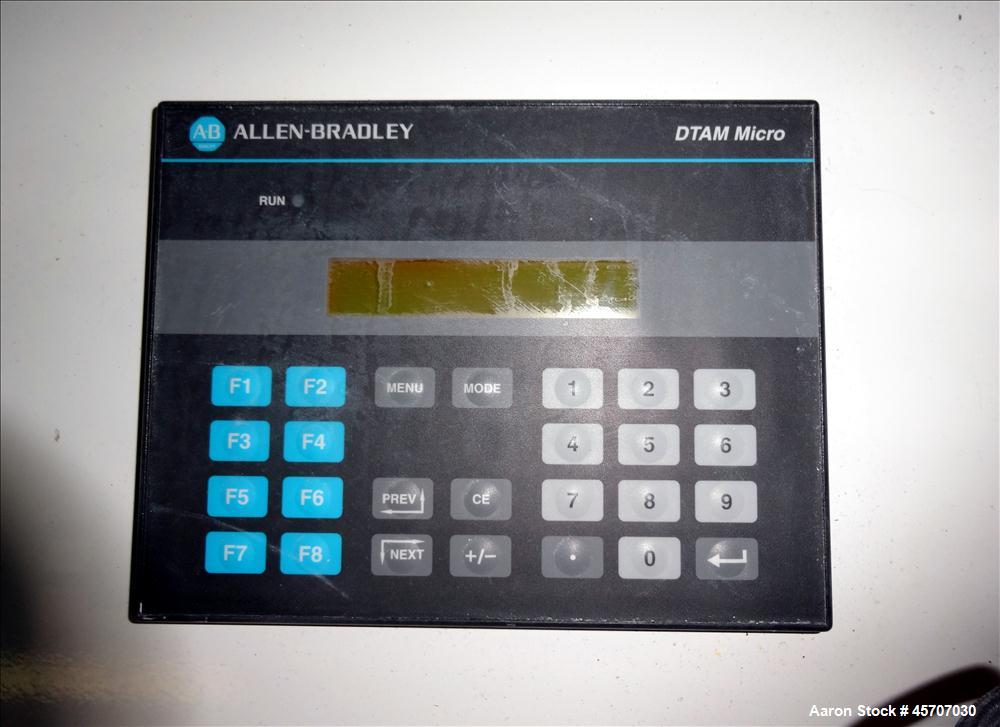 A·B ALLEN-BRADLEY DTAM Micro
RUN
F1 F2 MENU MODE 1 2 3
F3 F4 4 5 6
F5 F6 PREV CE 7 8 9
F7 F8 NEXT +/− . 0
Aaron Stock # 45707030